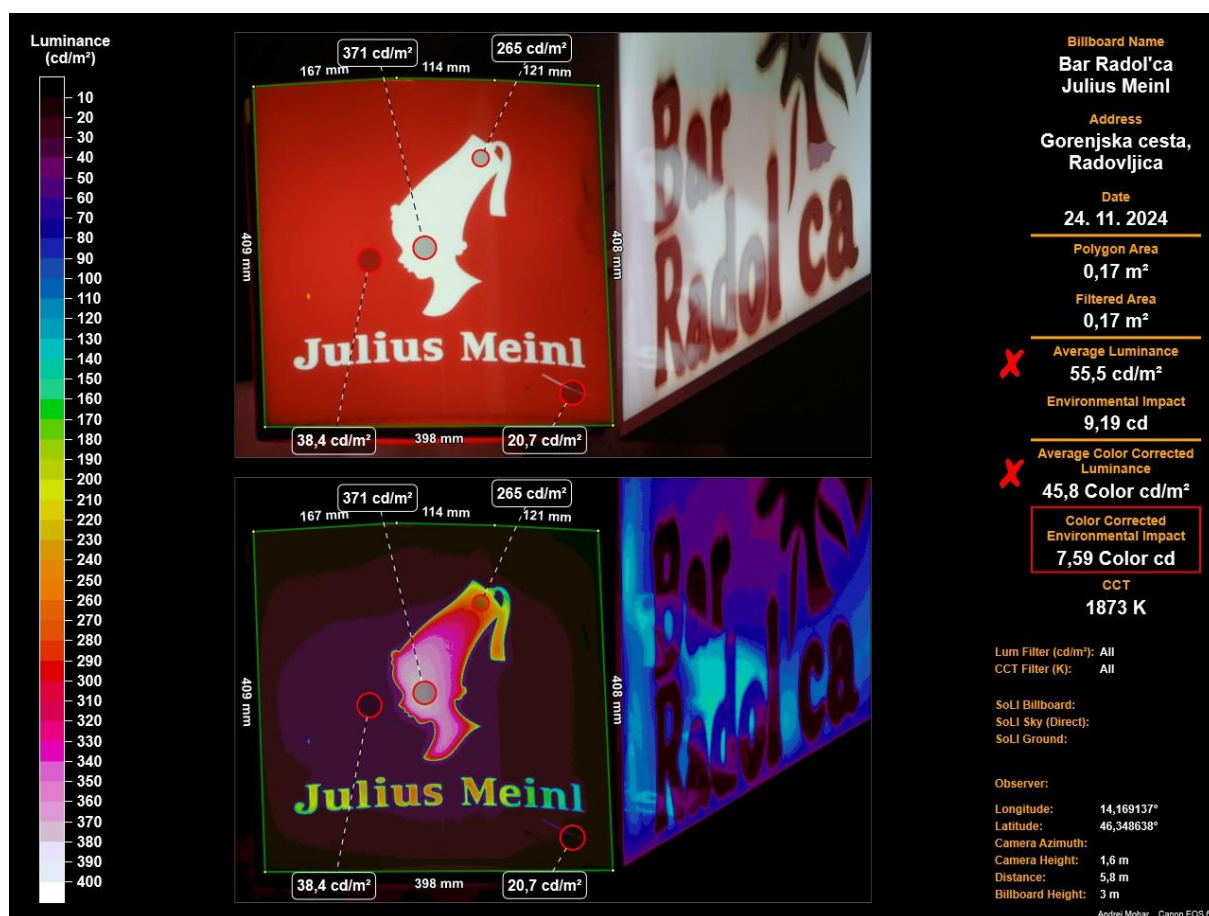 Luminance
(cd/m²)
10
20
30
40
50
60
70
80
90
100
110
120
130
140
150
160
170
180
190
200
210
220
230
240
250
260
270
280
290
300
310
320
330
340
350
360
370
380
390
400
371 cd/m²
265 cd/m²
167 mm
114 mm
121 mm
409 mm
408 mm
Julius Meinl
Bar
Radol'ca
38,4 cd/m²
398 mm
20,7 cd/m²
371 cd/m²
265 cd/m²
167 mm
114 mm
121 mm
409 mm
408 mm
Julius Meinl
Bar
Radol'ca
38,4 cd/m²
398 mm
20,7 cd/m²
Billboard Name
Bar Radol'ca
Julius Meinl
Address
Gorenjska cesta,
Radovljica
Date
24. 11. 2024
Polygon Area
0,17 m²
Filtered Area
0,17 m²
Average Luminance
55,5 cd/m²
Environmental Impact
9,19 cd
Average Color Corrected
Luminance
45,8 Color cd/m²
Color Corrected
Environmental Impact
7,59 Color cd
CCT
1873 K
Lum Filter (cd/m²): All
CCT Filter (K): All
SoLI Billboard:
SoLI Sky (Direct):
SoLI Ground:
Observer:
Longitude: 14,169137°
Latitude: 46,348638°
Camera Azimuth:
Camera Height: 1,6 m
Distance: 5,8 m
Billboard Height: 3 m
Andrej Mohar Canon EOS